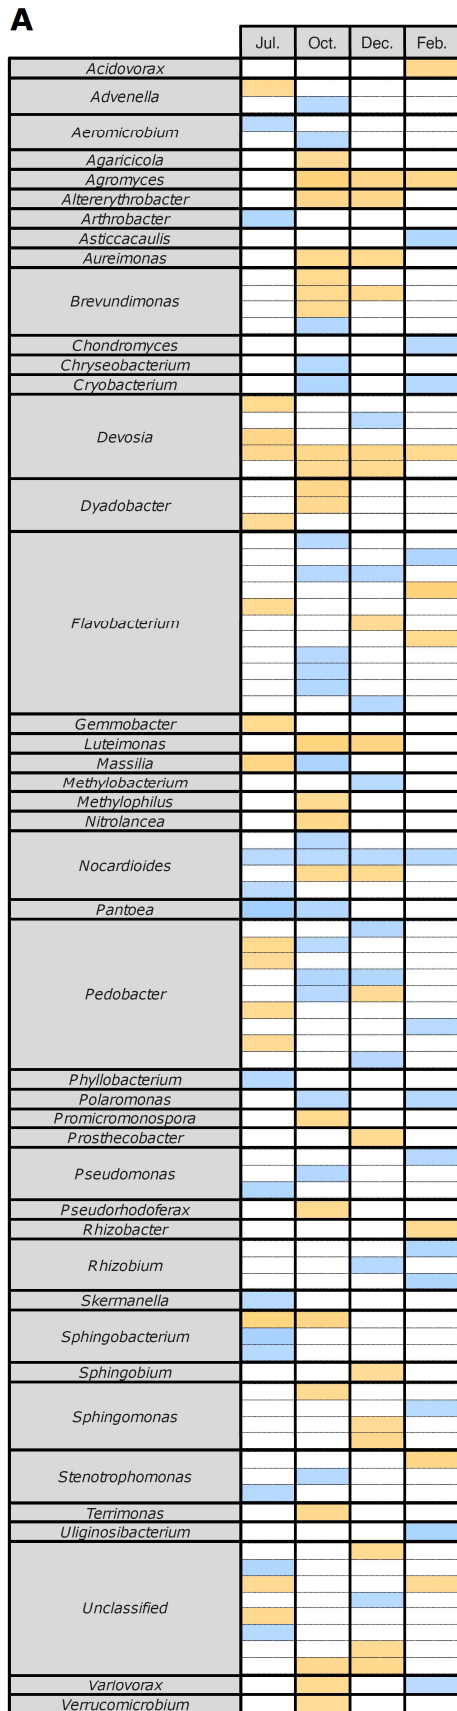 A
Jul. Oct. Dec. Feb.
Acidovorax
Advenella
Aeromicrobium
Agaricicola
Agromyces
Altererythrobacter
Arthrobacter
Asticcacaulis
Aureimonas
Brevundimonas
Chondromyces
Chryseobacterium
Cryobacterium
Devosia
Dyadobacter
Flavobacterium
Gemmobacter
Luteimonas
Massilia
Methylobacterium
Methylophilus
Nitrolancea
Nocardioides
Pantoea
Pedobacter
Phyllobacterium
Polaromonas
Promicromonospora
Prosthecobacter
Pseudomonas
Pseudorhodoferax
Rhizobacter
Rhizobium
Skermanella
Sphingobacterium
Sphingobium
Sphingomonas
Stenotrophomonas
Terrimonas
Uliginosibacterium
Unclassified
Variovorax
Verrucomicrobium